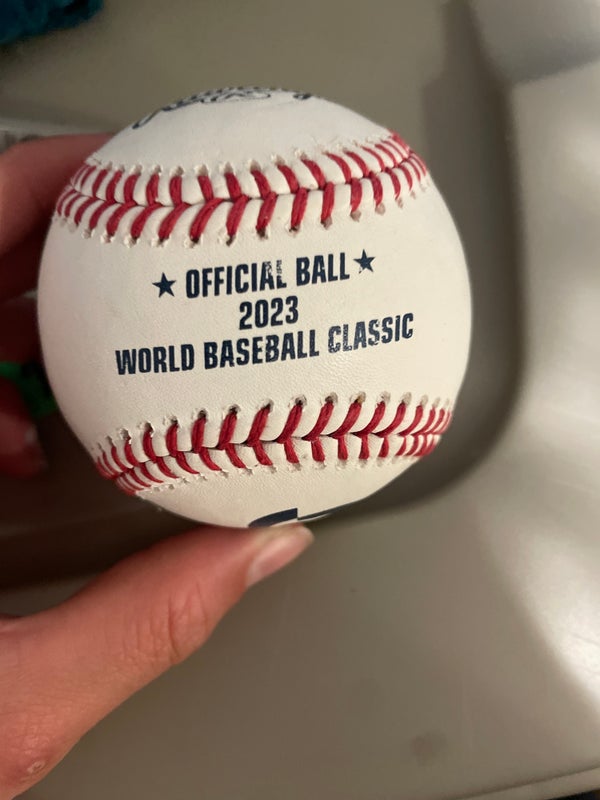 ★ OFFICIAL BALL ★
2023
WORLD BASEBALL CLASSIC